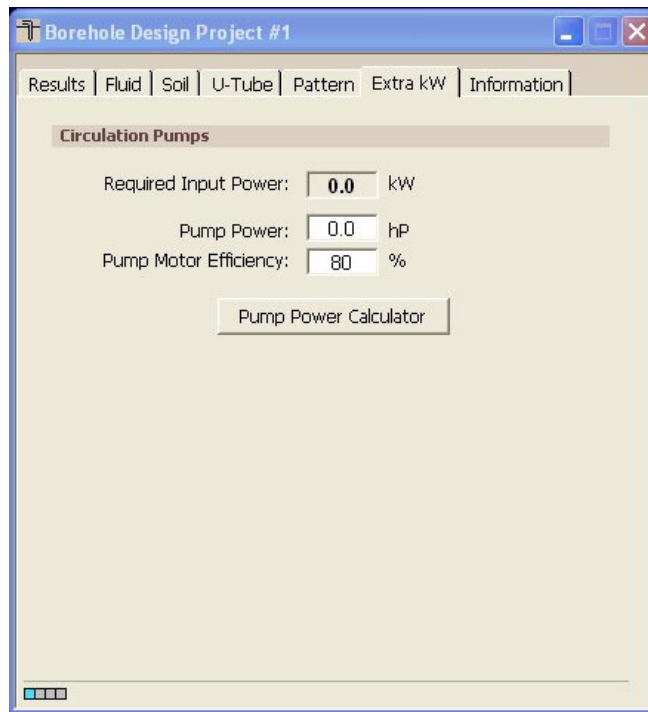 Borehole Design Project #1
Results Fluid Soil U-Tube Pattern Extra kW Information
Circulation Pumps
Required Input Power: 0.0 kW
Pump Power: 0.0 hP
Pump Motor Efficiency: 80 %
Pump Power Calculator